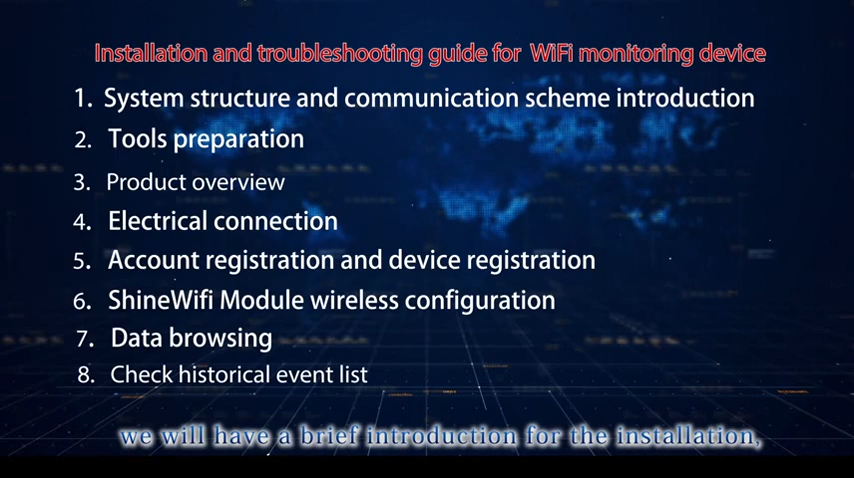 Installation and troubleshooting guide for WiFi monitoring device
1. System structure and communication scheme introduction
2. Tools preparation
3. Product overview
4. Electrical connection
5. Account registration and device registration
6. ShineWifi Module wireless configuration
7. Data browsing
8. Check historical event list
we will have a brief introduction for the installation,